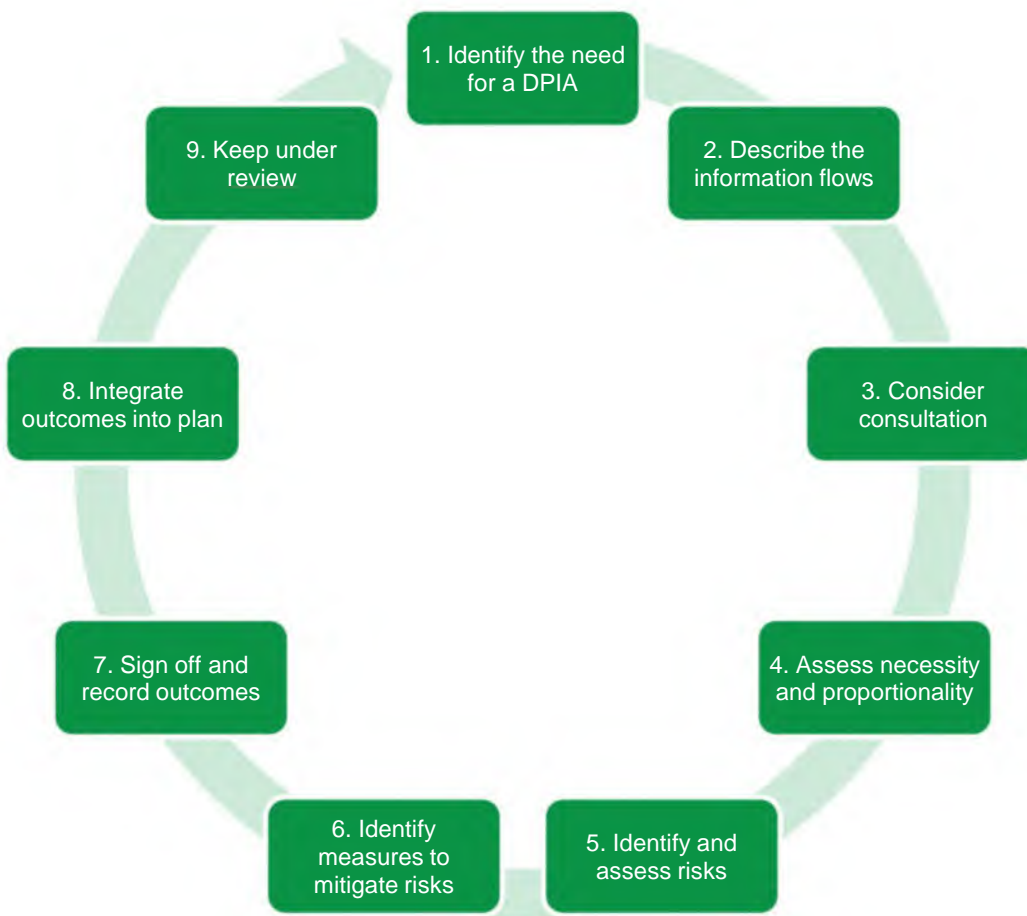 1. Identify the need
for a DPIA
2. Describe the
information flows
3. Consider
consultation
4. Assess necessity
and proportionality
5. Identify and
assess risks
6. Identify
measures to
mitigate risks
7. Sign off and
record outcomes
8. Integrate
outcomes into plan
9. Keep under
review